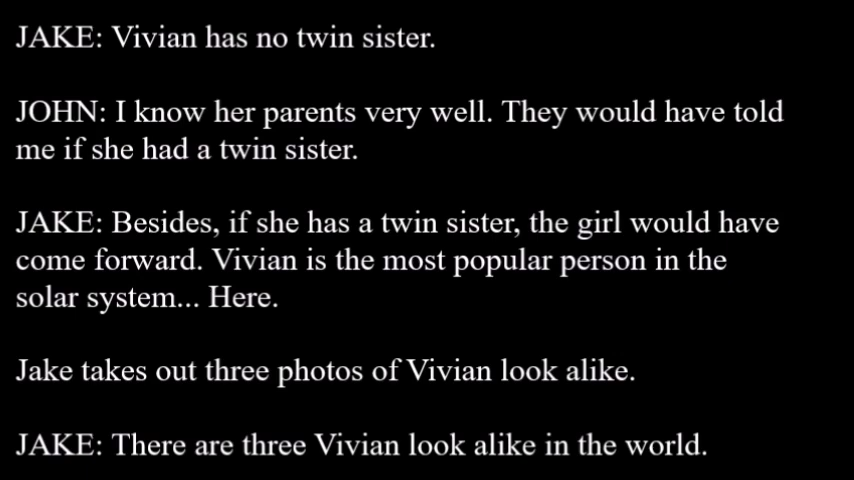 JAKE: Vivian has no twin sister.
JOHN: I know her parents very well. They would have told
me if she had a twin sister.
JAKE: Besides, if she has a twin sister, the girl would have
come forward. Vivian is the most popular person in the
solar system... Here.
Jake takes out three photos of Vivian look alike.
JAKE: There are three Vivian look alike in the world.